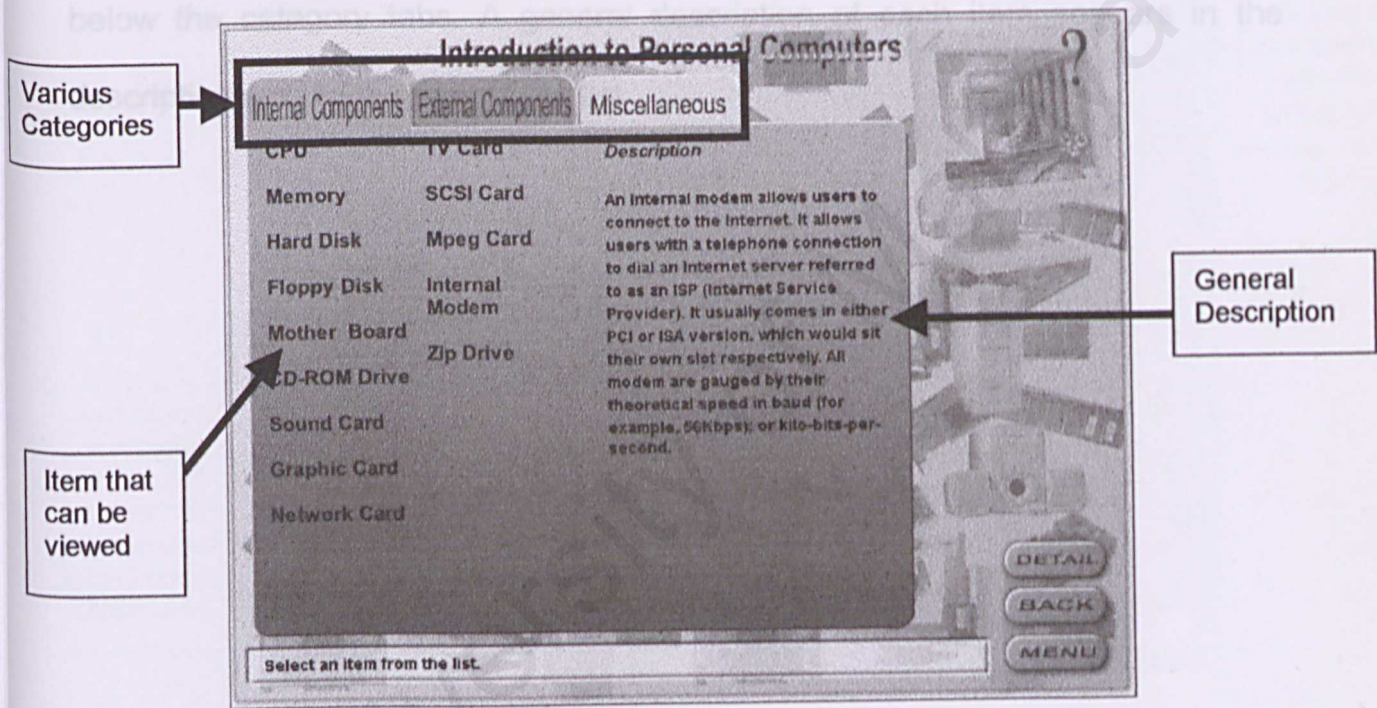 below the category tabs. A general description of each item in the
Introduction to Personal Computers
?
Various
Categories
Internal Components
External Components
Miscellaneous
CPU
Memory
Hard Disk
Floppy Disk
Mother Board
CD-ROM Drive
Sound Card
Graphic Card
Network Card
TV Card
SCSI Card
Mpeg Card
Internal
Modem
Zip Drive
Description
An internal modem allows users to
connect to the Internet. It allows
users with a telephone connection
to dial an Internet server referred
to as an ISP (Internet Service
Provider). It usually comes in either
PCI or ISA version, which would sit
their own slot respectively. All
modem are gauged by their
theoretical speed in baud (for
example, 56Kbps); or kilo-bits-per-
second.
General
Description
Item that
can be
viewed
DETAIL
BACK
MENU
Select an item from the list.